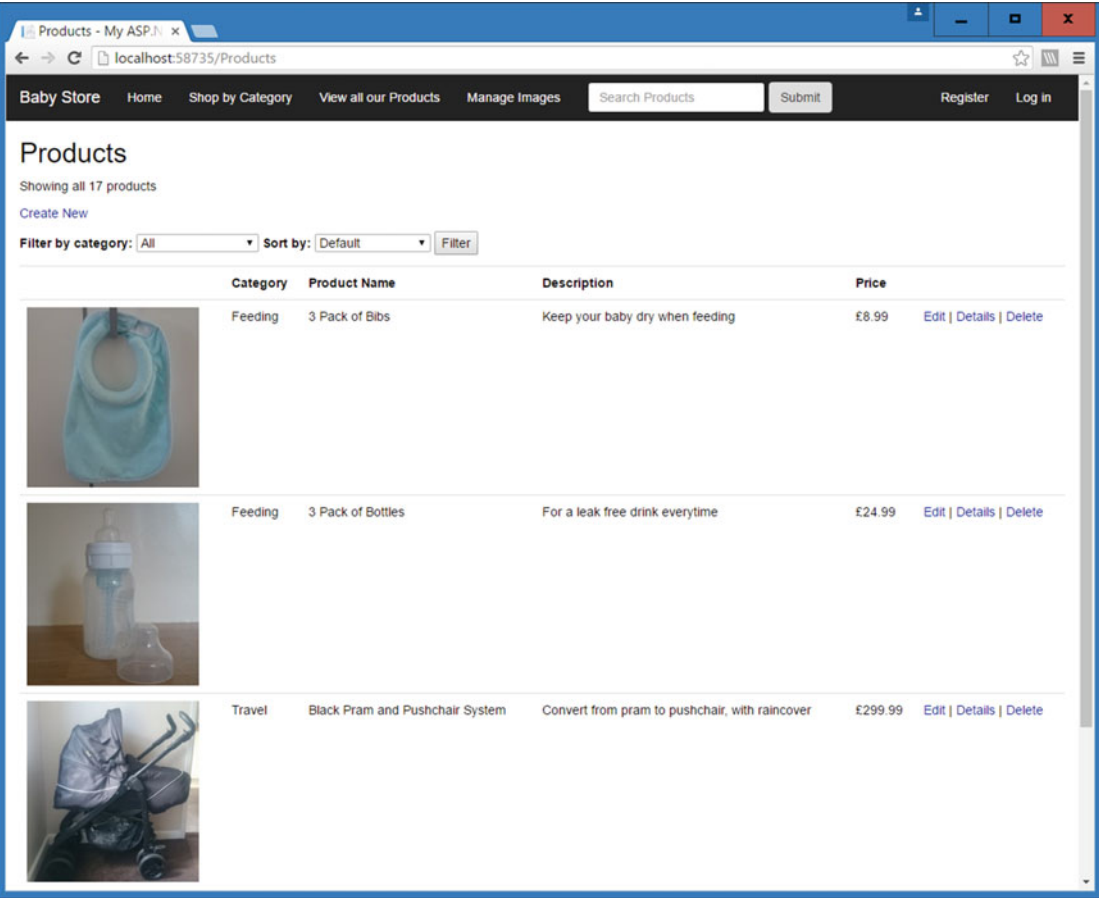 Products - My ASP.N
localhost:58735/Products
Baby Store Home Shop by Category View all our Products Manage Images Search Products Submit Register Log in
Products
Showing all 17 products
Create New
Filter by category: All Sort by: Default Filter
Category Product Name Description Price
Feeding 3 Pack of Bibs Keep your baby dry when feeding £8.99 Edit | Details | Delete
Feeding 3 Pack of Bottles For a leak free drink everytime £24.99 Edit | Details | Delete
Travel Black Pram and Pushchair System Convert from pram to pushchair, with raincover £299.99 Edit | Details | Delete